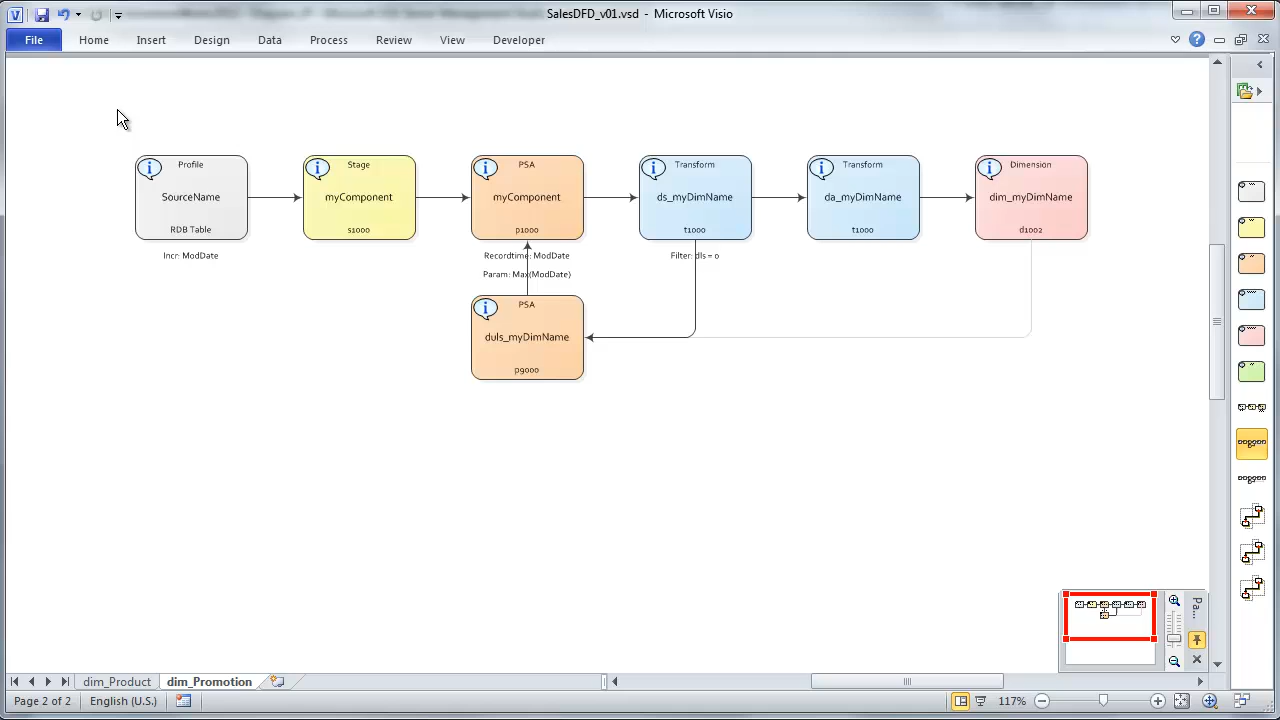 SalesDFD_v01.vsd - Microsoft Visio
File Home Insert Design Data Process Review View Developer
Profile
SourceName
RDB Table
Incr: ModDate
Stage
myComponent
s1000
PSA
myComponent
p1000
Recordtime: ModDate
Param: Max(ModDate)
Transform
ds_myDimName
t1000
Filter: dls = 0
Transform
da_myDimName
t1000
Dimension
dim_myDimName
d1002
PSA
duls_myDimName
p9000
Pa...
dim_Product dim_Promotion
Page 2 of 2 English (U.S.) 117%